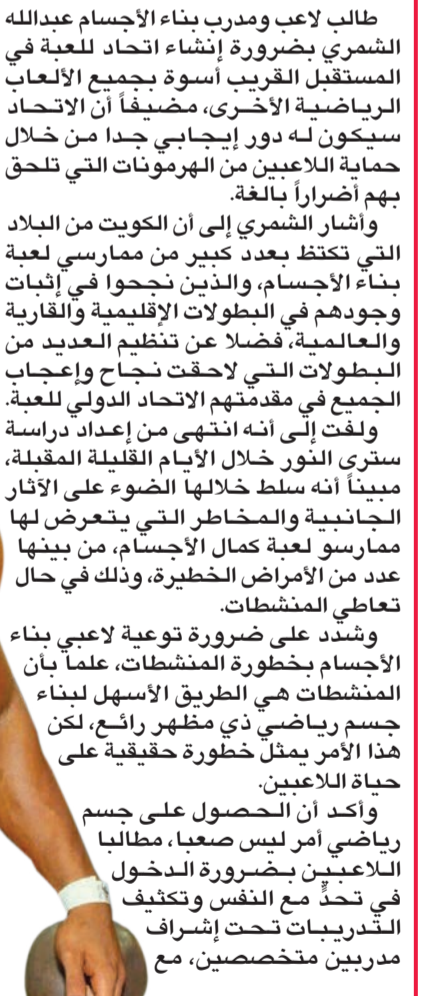 طالب لاعب ومدرب بناء الأجسام عبدالله
الشمري بضرورة إنشاء اتحاد للعبة في
المستقبل القريب أسوة بجميع الألعاب
الرياضية الأخرى، مضيفاً أن الاتحاد
سيكون له دور إيجابي جدا من خلال
حماية اللاعبين من الهرمونات التي تلحق
بهم أضراراً بالغة.
وأشار الشمري إلى أن الكويت من البلاد
التي تكتظ بعدد كبير من ممارسي لعبة
بناء الأجسام، والذين نجحوا في إثبات
وجودهم في البطولات الإقليمية والقارية
والعالمية، فضلا عن تنظيم العديد من
البطولات التي لاحقت نجاح وإعجاب
الجميع في مقدمتهم الاتحاد الدولي للعبة.
ولفت إلى أنه انتهى من إعداد دراسة
سترى النور خلال الأيام القليلة المقبلة،
مبيناً أنه سلط خلالها الضوء على الآثار
الجانبية والمخاطر التي يتعرض لها
ممارسو لعبة كمال الأجسام، من بينها
عدد من الأمراض الخطيرة، وذلك في حال
تعاطي المنشطات.
وشدد على ضرورة توعية لاعبي بناء
الأجسام بخطورة المنشطات، علما بأن
المنشطات هي الطريق الأسهل لبناء
جسم رياضي ذي مظهر رائع، لكن
هذا الأمر يمثل خطورة حقيقية على
حياة اللاعبين.
وأكد أن الحصول على جسم
رياضي أمر ليس صعبا، مطالبا
اللاعبين بضرورة الدخول
في تحدٍّ مع النفس وتكثيف
التدريبات تحت إشراف
مدربين متخصصين، مع